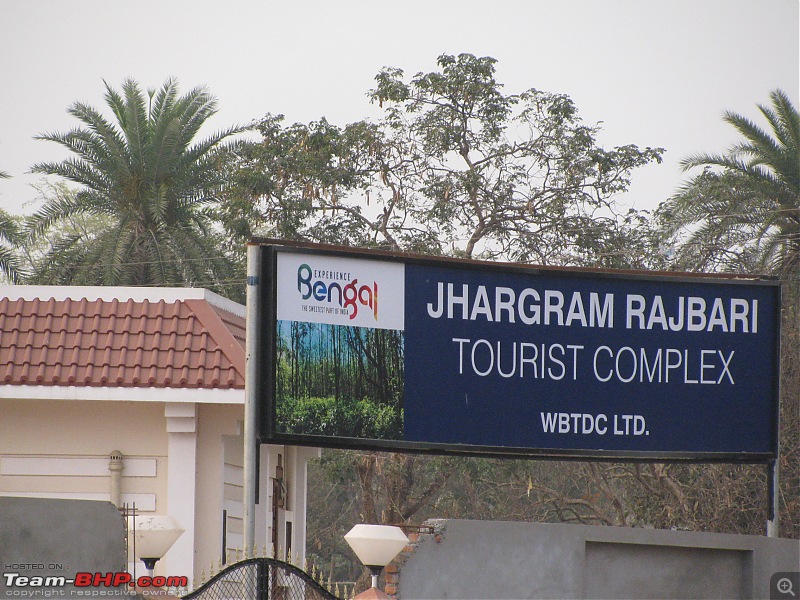 EXPERIENCE
Bengal
THE SWEETEST PART OF INDIA
JHARGRAM RAJBARI
TOURIST COMPLEX
WBTDC LTD.
HOSTED ON :
Team-BHP.com
copyright respective owners